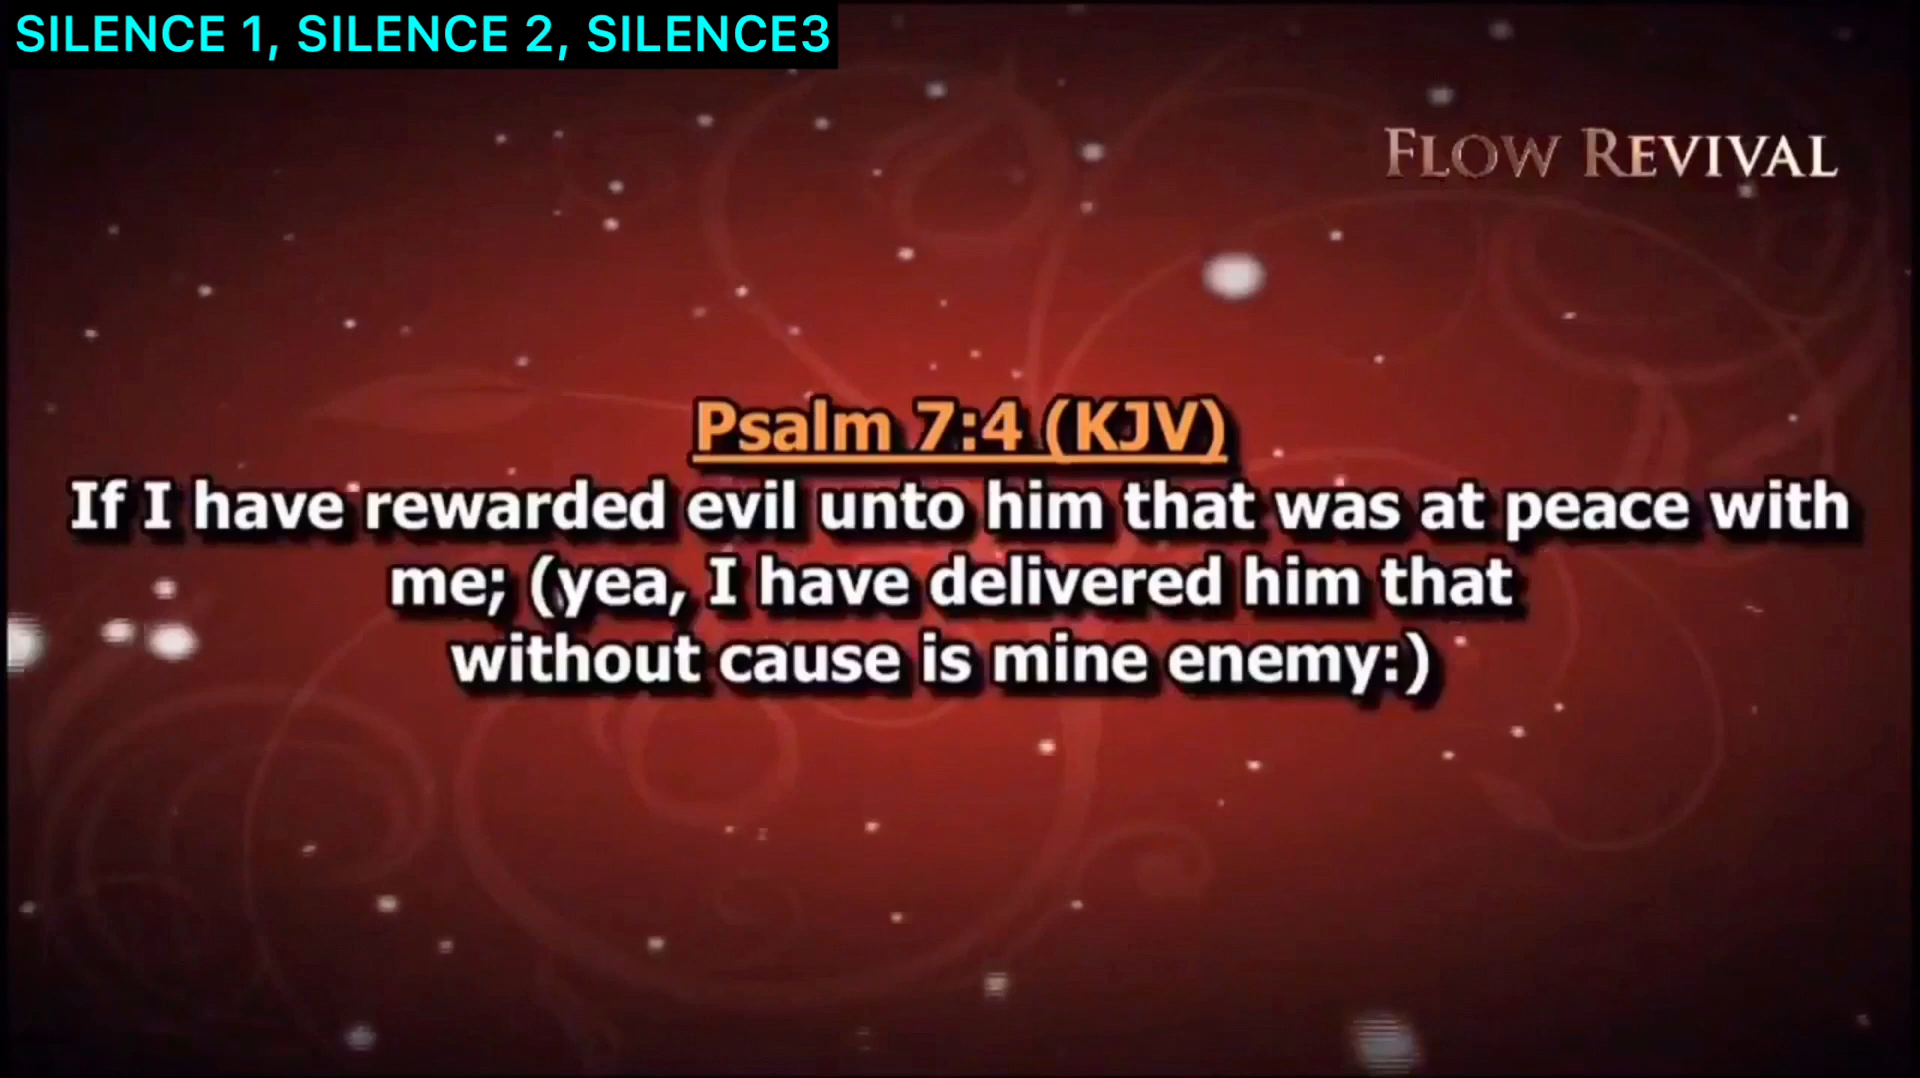 SILENCE 1, SILENCE 2, SILENCE3
FLOW REVIVAL
Psalm 7:4 (KJV)
If I have rewarded evil unto him that was at peace with
me; (yea, I have delivered him that
without cause is mine enemy:)